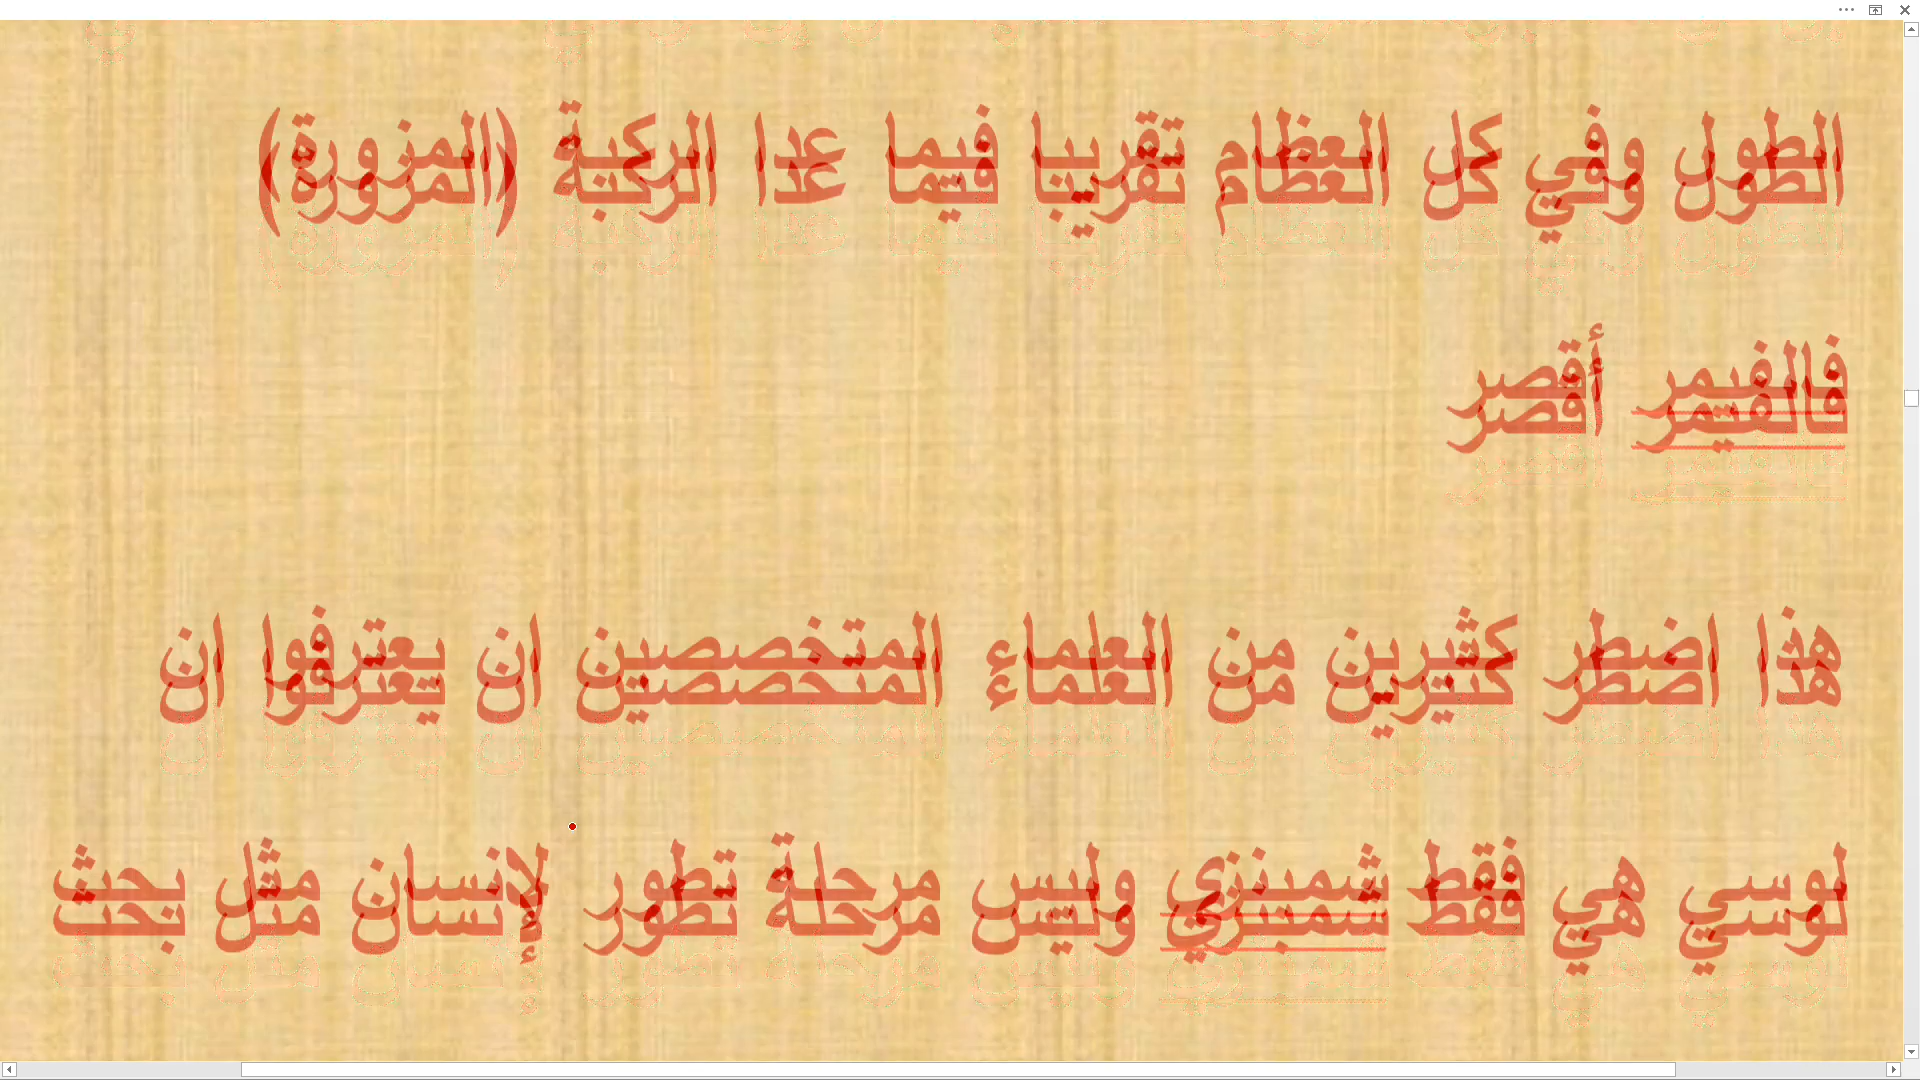 الطول وفي كل العظام تقريبا فيما عدا الركبة (المزورة)
فالفيمر أقصر
هذا اضطر كثيرين من العلماء المتخصصين ان يعترفوا ان
لوسي هي فقط شمبنزي وليس مرحلة تطور لإنسان مثل بحث